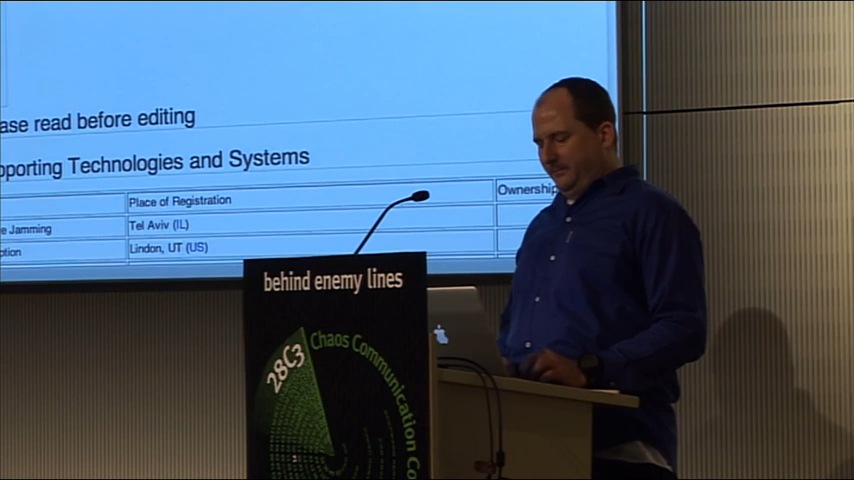 ase read before editing
pporting Technologies and Systems
Place of Registration
Ownership
e Jamming
Tel Aviv (IL)
ption
Lindon, UT (US)
behind enemy lines
28C3
Chaos Communication Co